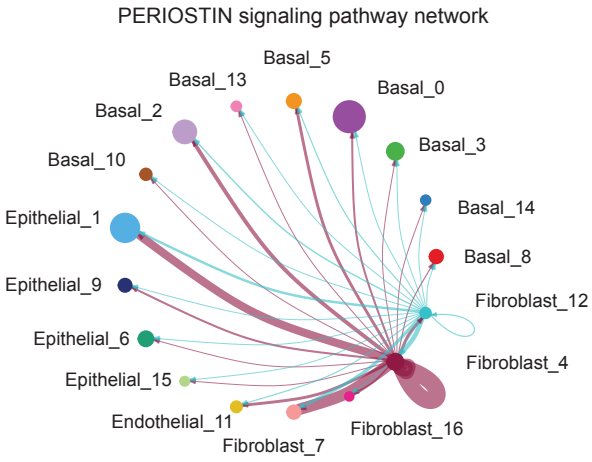 PERIOSTIN signaling pathway network
Basal_5
Basal_13
Basal_0
Basal_2
Basal_3
Basal_10
Basal_14
Epithelial_1
Basal_8
Epithelial_9
Fibroblast_12
Epithelial_6
Fibroblast_4
Epithelial_15
Endothelial_11
Fibroblast_16
Fibroblast_7